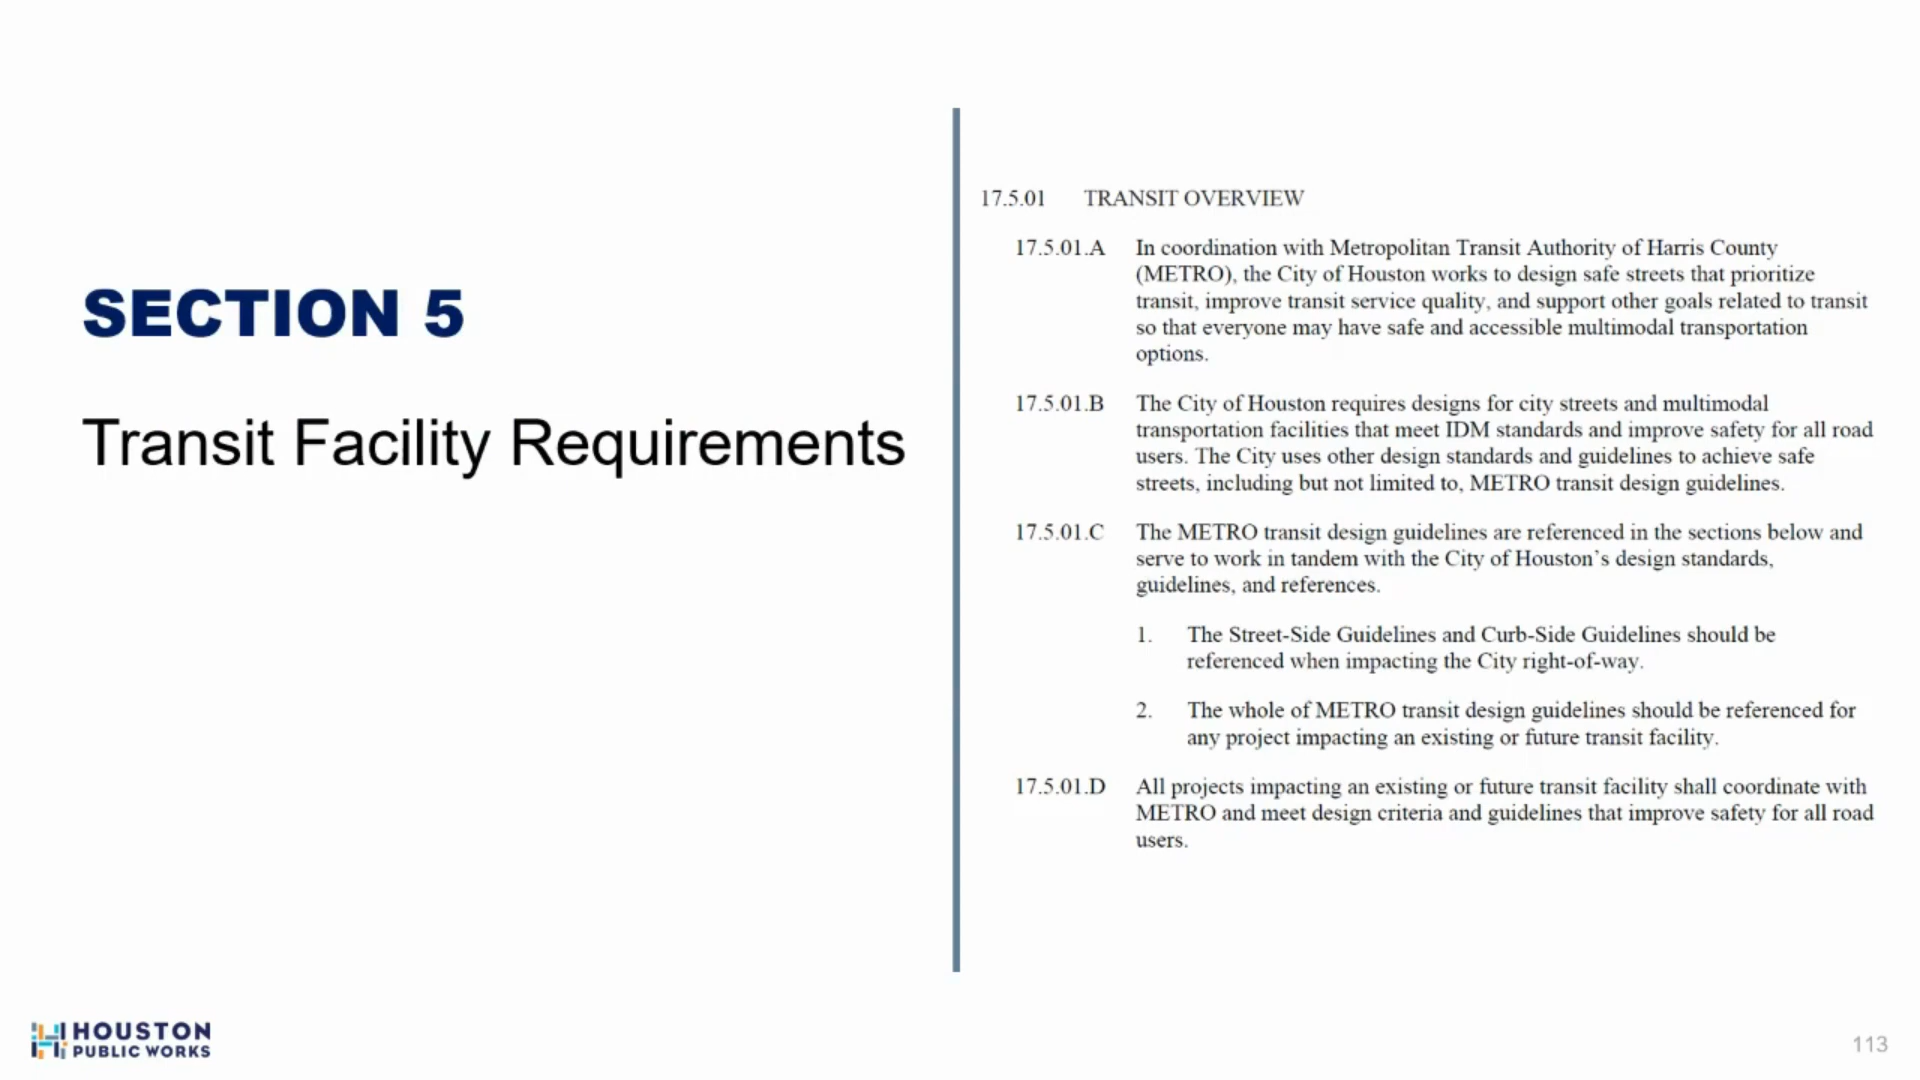 SECTION 5
Transit Facility Requirements
17.5.01 TRANSIT OVERVIEW
17.5.01.A In coordination with Metropolitan Transit Authority of Harris County
(METRO), the City of Houston works to design safe streets that prioritize
transit, improve transit service quality, and support other goals related to transit
so that everyone may have safe and accessible multimodal transportation
options.
17.5.01.B The City of Houston requires designs for city streets and multimodal
transportation facilities that meet IDM standards and improve safety for all road
users. The City uses other design standards and guidelines to achieve safe
streets, including but not limited to, METRO transit design guidelines.
17.5.01.C The METRO transit design guidelines are referenced in the sections below and
serve to work in tandem with the City of Houston’s design standards,
guidelines, and references.
1. The Street-Side Guidelines and Curb-Side Guidelines should be
referenced when impacting the City right-of-way.
2. The whole of METRO transit design guidelines should be referenced for
any project impacting an existing or future transit facility.
17.5.01.D All projects impacting an existing or future transit facility shall coordinate with
METRO and meet design criteria and guidelines that improve safety for all road
users.
HOUSTON
PUBLIC WORKS
113